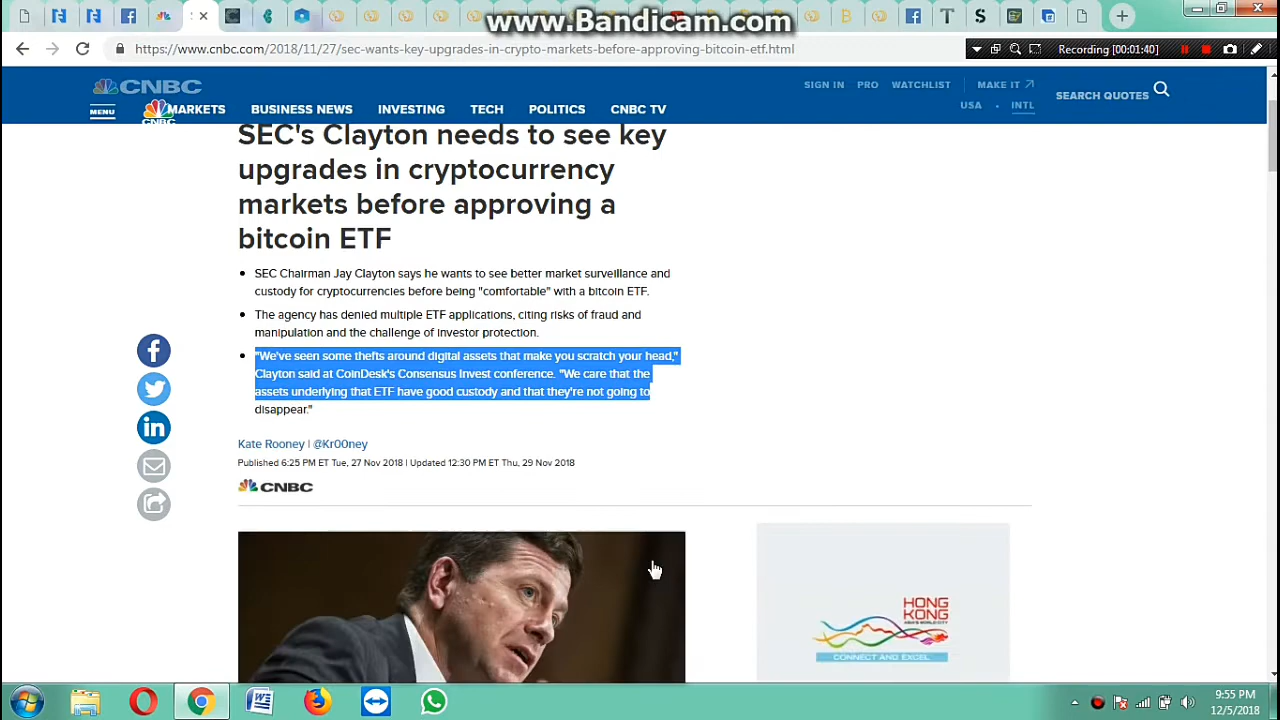 www.Bandicam.com
https://www.cnbc.com/2018/11/27/sec-wants-key-upgrades-in-crypto-markets-before-approving-bitcoin-etf.html
Recording [00:01:40]
CNBC
SIGN IN PRO WATCHLIST MAKE IT
USA • INTL
SEARCH QUOTES
MENU
MARKETS BUSINESS NEWS INVESTING TECH POLITICS CNBC TV
CNBC
SEC's Clayton needs to see key
upgrades in cryptocurrency
markets before approving a
bitcoin ETF
• SEC Chairman Jay Clayton says he wants to see better market surveillance and
custody for cryptocurrencies before being "comfortable" with a bitcoin ETF.
• The agency has denied multiple ETF applications, citing risks of fraud and
manipulation and the challenge of investor protection.
• "We've seen some thefts around digital assets that make you scratch your head,"
Clayton said at CoinDesk's Consensus Invest conference. "We care that the
assets underlying that ETF have good custody and that they're not going to
disappear."
Kate Rooney | @Kr00ney
Published 6:25 PM ET Tue, 27 Nov 2018 | Updated 12:30 PM ET Thu, 29 Nov 2018
CNBC
HONG
KONG
ASIA'S WORLD CITY
CONNECT AND EXCEL
9:55 PM
12/5/2018